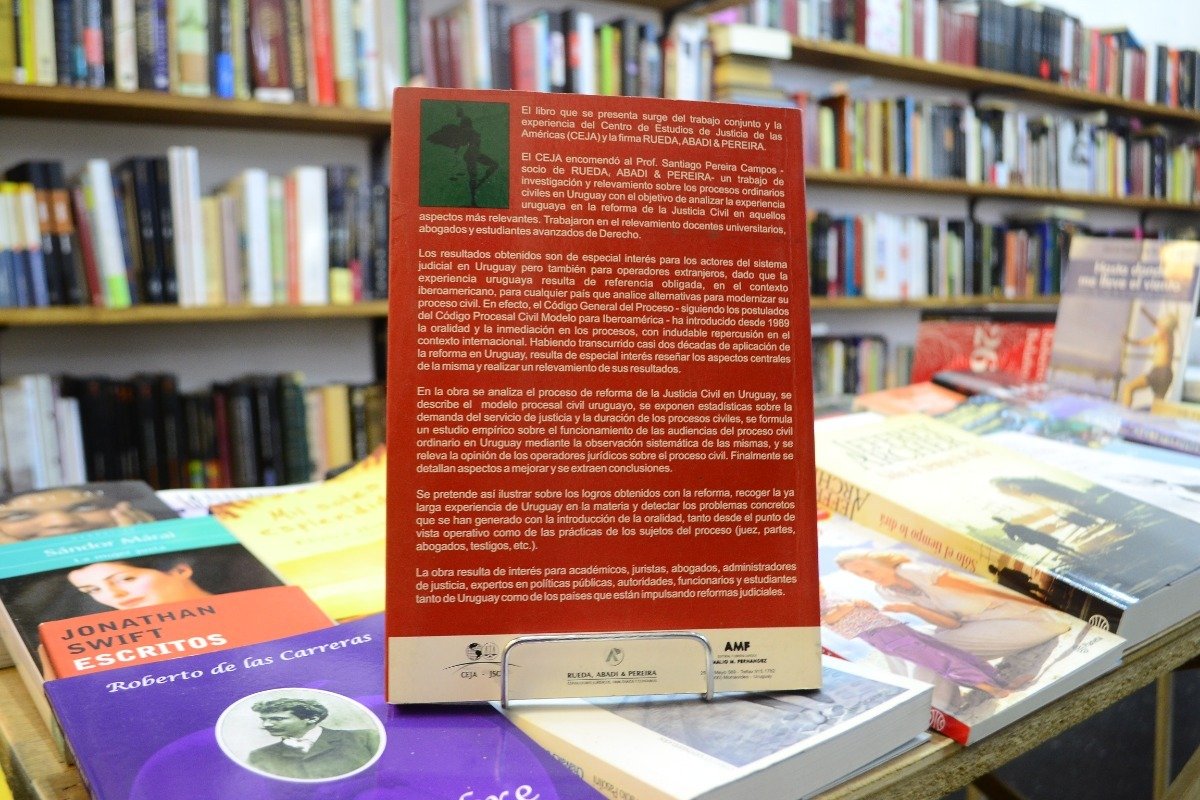 El libro que se presenta surge del trabajo conjunto y la
experiencia del Centro de Estudios de Justicia de las
Américas (CEJA) y la firma RUEDA, ABADI & PEREIRA.
El CEJA encomendó al Prof. Santiago Pereira Campos -
socio de RUEDA, ABADI & PEREIRA- un trabajo de
investigación y relevamiento sobre los procesos ordinarios
civiles en Uruguay con el objetivo de analizar la experiencia
uruguaya en la reforma de la Justicia Civil en aquellos
aspectos más relevantes. Trabajaron en el relevamiento docentes universitarios,
abogados y estudiantes avanzados de Derecho.
Los resultados obtenidos son de especial interés para los actores del sistema
judicial en Uruguay pero también para operadores extranjeros, dado que la
experiencia uruguaya resulta de referencia obligada, en el contexto
iberoamericano, para cualquier país que analice alternativas para modernizar su
proceso civil. En efecto, el Código General del Proceso - siguiendo los postulados
del Código Procesal Civil Modelo para Iberoamérica - ha introducido desde 1989
la oralidad y la inmediación en los procesos, con indudable repercusión en el
contexto internacional. Habiendo transcurrido casi dos décadas de aplicación de
la reforma en Uruguay, resulta de especial interés reseñar los aspectos centrales
de la misma y realizar un relevamiento de sus resultados.
En la obra se analiza el proceso de reforma de la Justicia Civil en Uruguay, se
describe el modelo procesal civil uruguayo, se exponen estadísticas sobre la
demanda del servicio de justicia y la duración de los procesos civiles, se formula
un estudio empírico sobre el funcionamiento de las audiencias del proceso civil
ordinario en Uruguay mediante la observación sistemática de las mismas, y se
releva la opinión de los operadores jurídicos sobre el proceso civil. Finalmente se
detallan aspectos a mejorar y se extraen conclusiones.
Se pretende así ilustrar sobre los logros obtenidos con la reforma, recoger la ya
larga experiencia de Uruguay en la materia y detectar los problemas concretos
que se han generado con la introducción de la oralidad, tanto desde el punto de
vista operativo como de las prácticas de los sujetos del proceso (juez, partes,
abogados, testigos, etc.).
La obra resulta de interés para académicos, juristas, abogados, administradores
de justicia, expertos en políticas públicas, autoridades, funcionarios y estudiantes
tanto de Uruguay como de los países que están impulsando reformas judiciales.
CEJA - JSC
RUEDA, ABADI & PEREIRA
AMF
FERNANDEZ
Sándor Márai
JONATHAN
SWIFT
ESCRITOS
Roberto de las Carreras
Sólo el tiempo lo dirá
Hasta donde
me lleve el viento